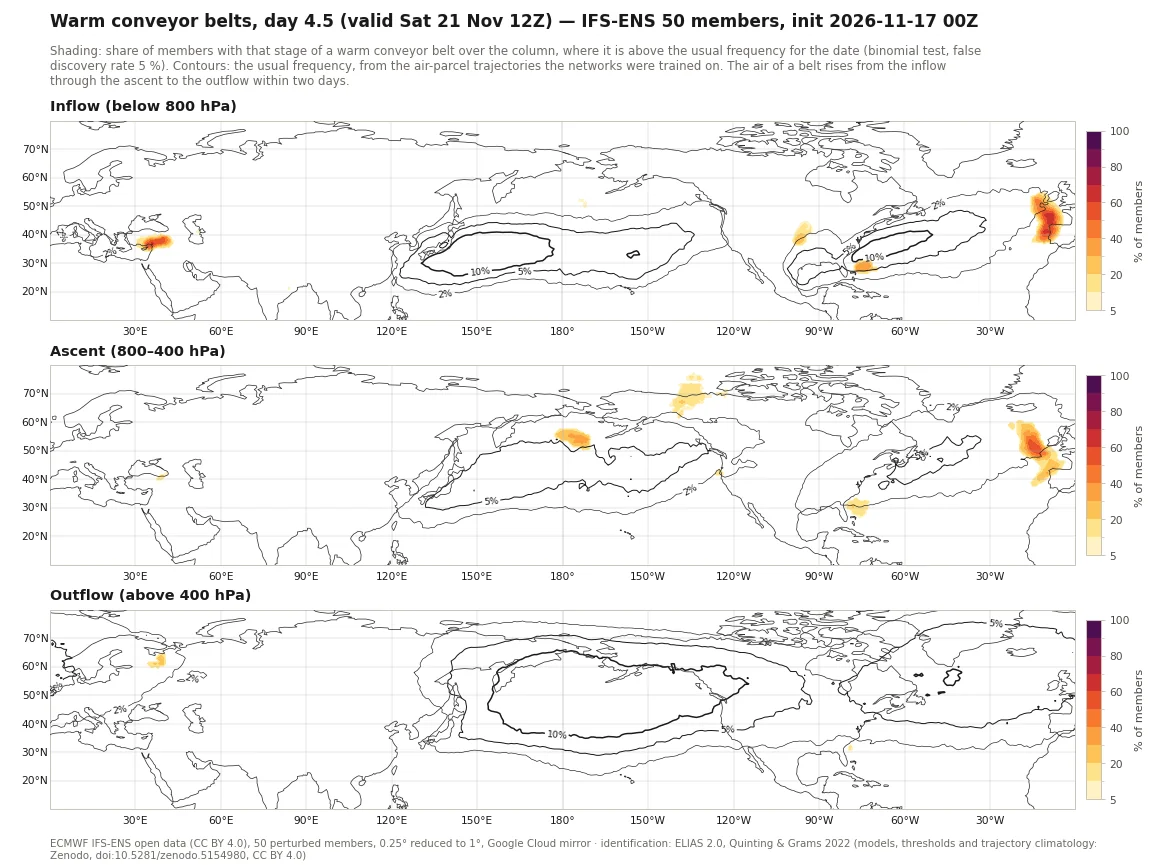 Warm conveyor belts, day 4.5 (valid Sat 21 Nov 12Z) — IFS-ENS 50 members, init 2026-11-17 00Z
Shading: share of members with that stage of a warm conveyor belt over the column, where it is above the usual frequency for the date (binomial test, false
discovery rate 5 %). Contours: the usual frequency, from the air-parcel trajectories the networks were trained on. The air of a belt rises from the inflow
through the ascent to the outflow within two days.
Inflow (below 800 hPa)
70°N
60°N
50°N
40°N
30°N
20°N
2%
10%
5%
2%
2%
2%
10%
30°E 60°E 90°E 120°E 150°E 180° 150°W 120°W 90°W 60°W 30°W
100
80
60
40
20
5
% of members
Ascent (800–400 hPa)
70°N
60°N
50°N
40°N
30°N
20°N
5%
2%
2%
5%
30°E 60°E 90°E 120°E 150°E 180° 150°W 120°W 90°W 60°W 30°W
100
80
60
40
20
5
% of members
Outflow (above 400 hPa)
70°N
60°N
50°N
40°N
30°N
20°N
2%
2%
10%
5%
2%
5%
30°E 60°E 90°E 120°E 150°E 180° 150°W 120°W 90°W 60°W 30°W
100
80
60
40
20
5
% of members
ECMWF IFS-ENS open data (CC BY 4.0), 50 perturbed members, 0.25° reduced to 1°, Google Cloud mirror · identification: ELIAS 2.0, Quinting & Grams 2022 (models, thresholds and trajectory climatology:
Zenodo, doi:10.5281/zenodo.5154980, CC BY 4.0)